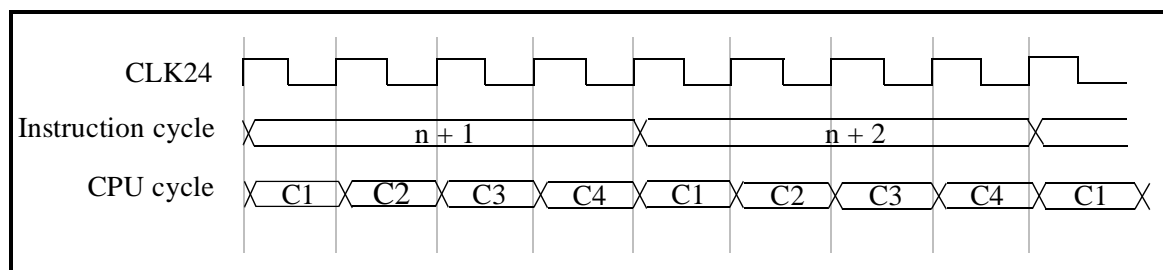 CLK24
Instruction cycle n + 1 n + 2
CPU cycle C1 C2 C3 C4 C1 C2 C3 C4 C1